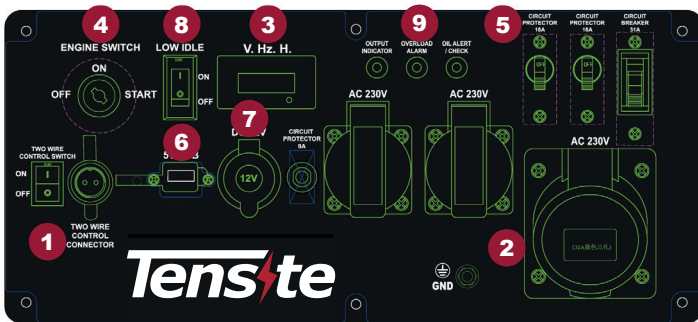 4
8
3
9
5
ENGINE SWITCH
LOW IDLE
V. Hz. H.
OUTPUT
INDICATOR
OVERLOAD
ALARM
OIL ALERT
/ CHECK
CIRCUIT
PROTECTOR
16A
CIRCUIT
PROTECTOR
16A
CIRCUIT
BREAKER
31A
ON
OFF
START
ON
OFF
OFF
OFF
AC 230V
AC 230V
AC 230V
6
7
CIRCUIT
PROTECTOR
9A
12V
TWO WIRE
CONTROL SWITCH
ON
OFF
1
TWO WIRE
CONTROL
CONNECTOR
2
GND
Tensite